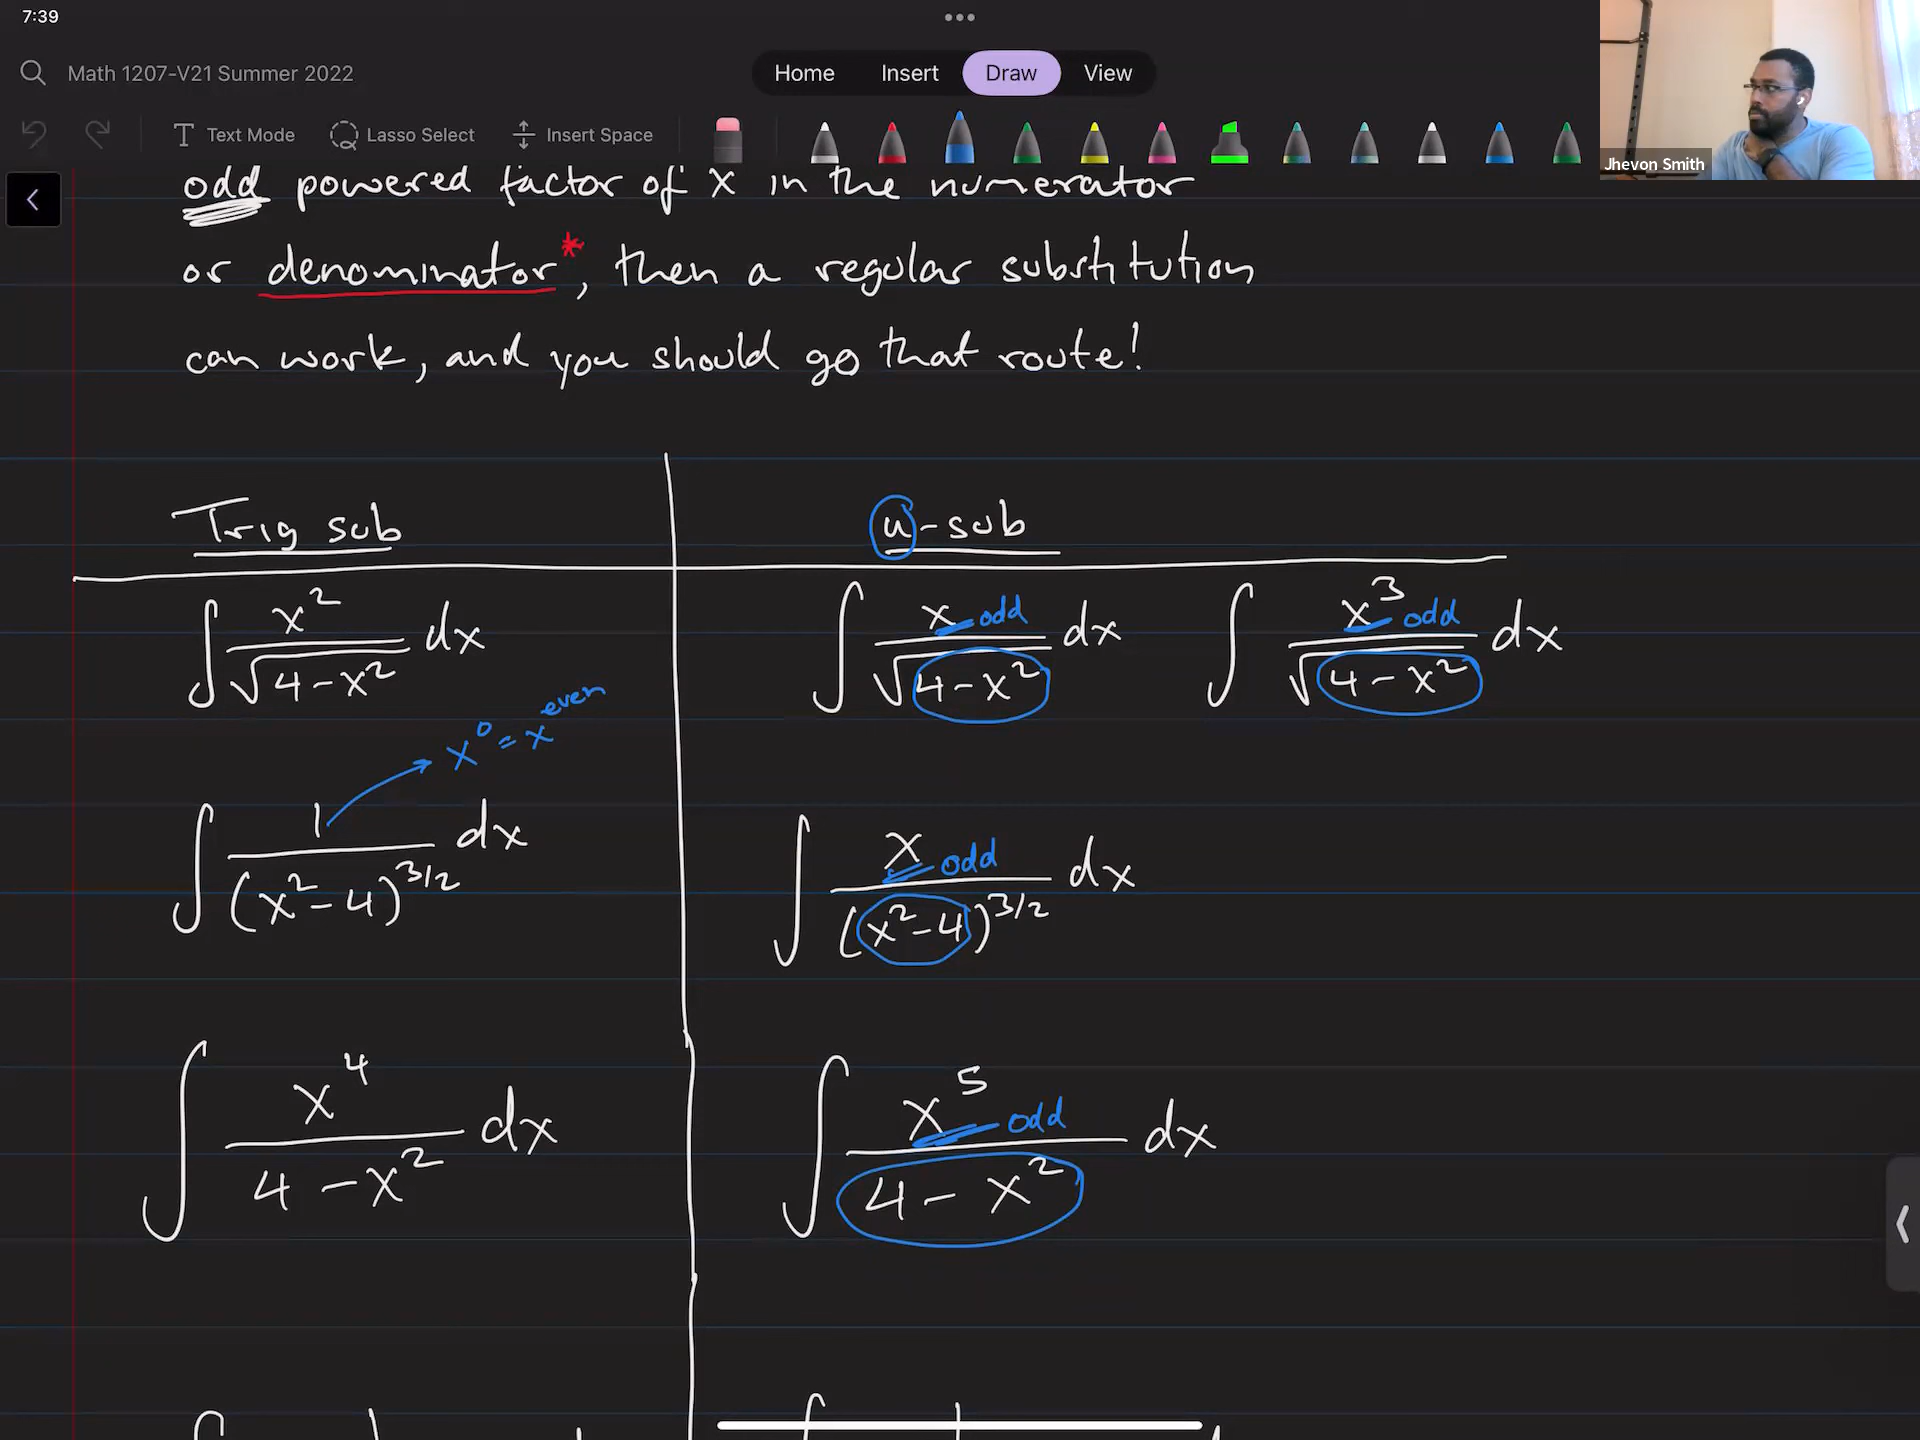 7:39
Math 1207-V21 Summer 2022
Home Insert Draw View
Text Mode Lasso Select Insert Space
Jhevon Smith
odd powered factor of x in the numerator
or denominator*, then a regular substitution
can work, and you should go that route!
Trig sub u-sub
∫ x²/√(4-x²) dx ∫ x odd/√(4-x²) dx ∫ x³ odd/√(4-x²) dx
x⁰ = x^even
∫ 1/(x²-4)^3/2 dx ∫ x odd/(x²-4)^3/2 dx
∫ x⁴/(4-x²) dx ∫ x⁵ odd/(4-x²) dx